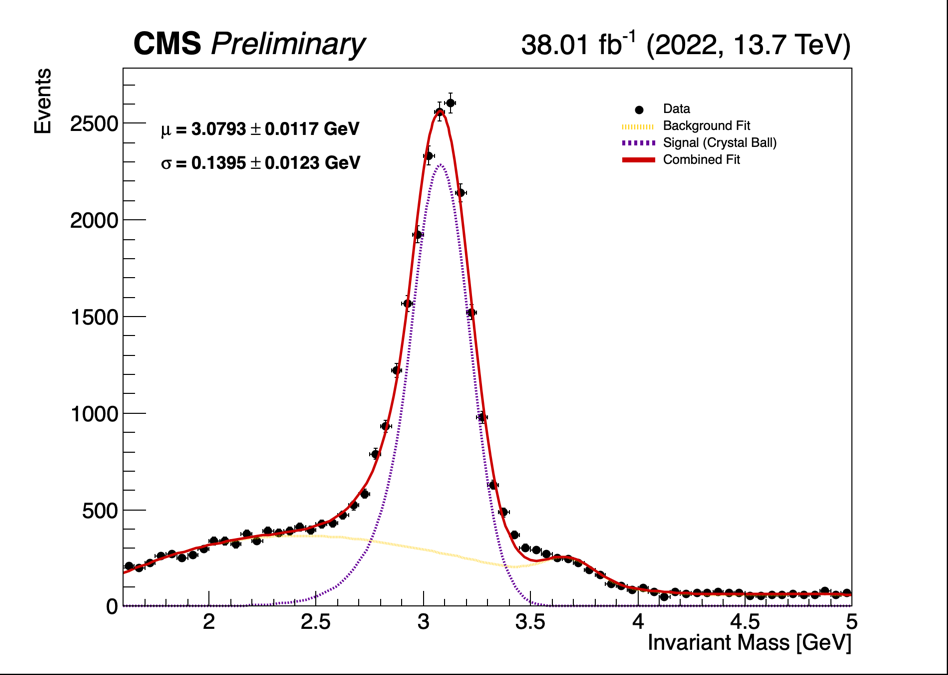 CMS Preliminary
38.01 fb⁻¹ (2022, 13.7 TeV)
Events
μ = 3.0793 ± 0.0117 GeV
σ = 0.1395 ± 0.0123 GeV
Data
Background Fit
Signal (Crystal Ball)
Combined Fit
2500
2000
1500
1000
500
0
2 2.5 3 3.5 4 4.5 5
Invariant Mass [GeV]